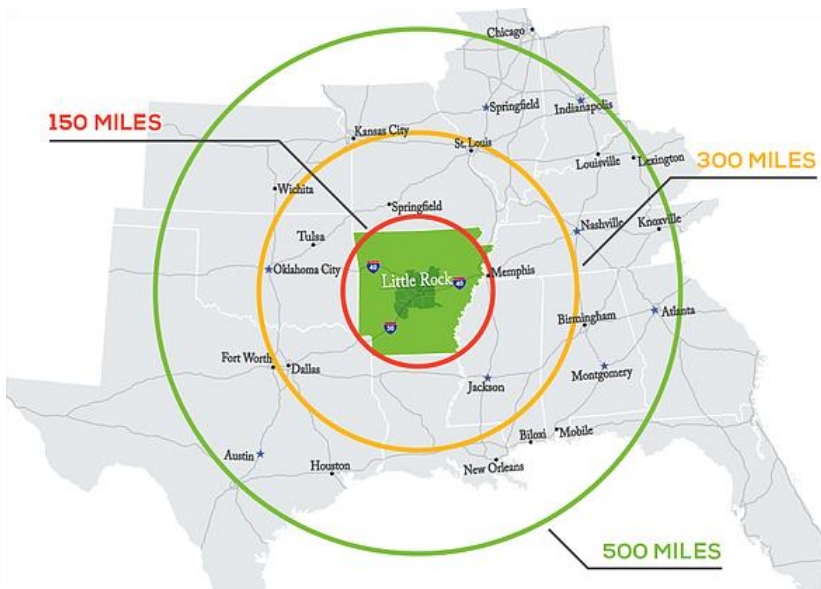 Chicago
Springfield
Indianapolis
150 MILES
Kansas City
St. Louis
Louisville
Lexington
300 MILES
Wichita
Springfield
Nashville
Knoxville
Tulsa
Oklahoma City
40
Little Rock
40
Memphis
Atlanta
30
Birmingham
Fort Worth
Dallas
Jackson
Montgomery
Austin
Houston
Biloxi
Mobile
New Orleans
500 MILES